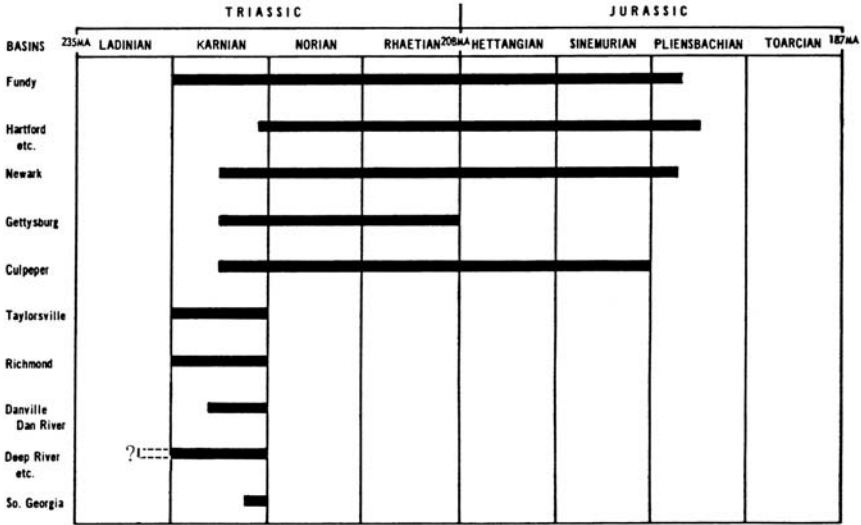 TRIASSIC JURASSIC
BASINS 235MA LADINIAN KARNIAN NORIAN RHAETIAN 208MA HETTANGIAN SINEMURIAN PLIENSBACHIAN TOARCIAN 187MA
Fundy
Hartford
etc.
Newark
Gettysburg
Culpeper
Taylorsville
Richmond
Danville
Dan River
?
Deep River
etc.
So. Georgia